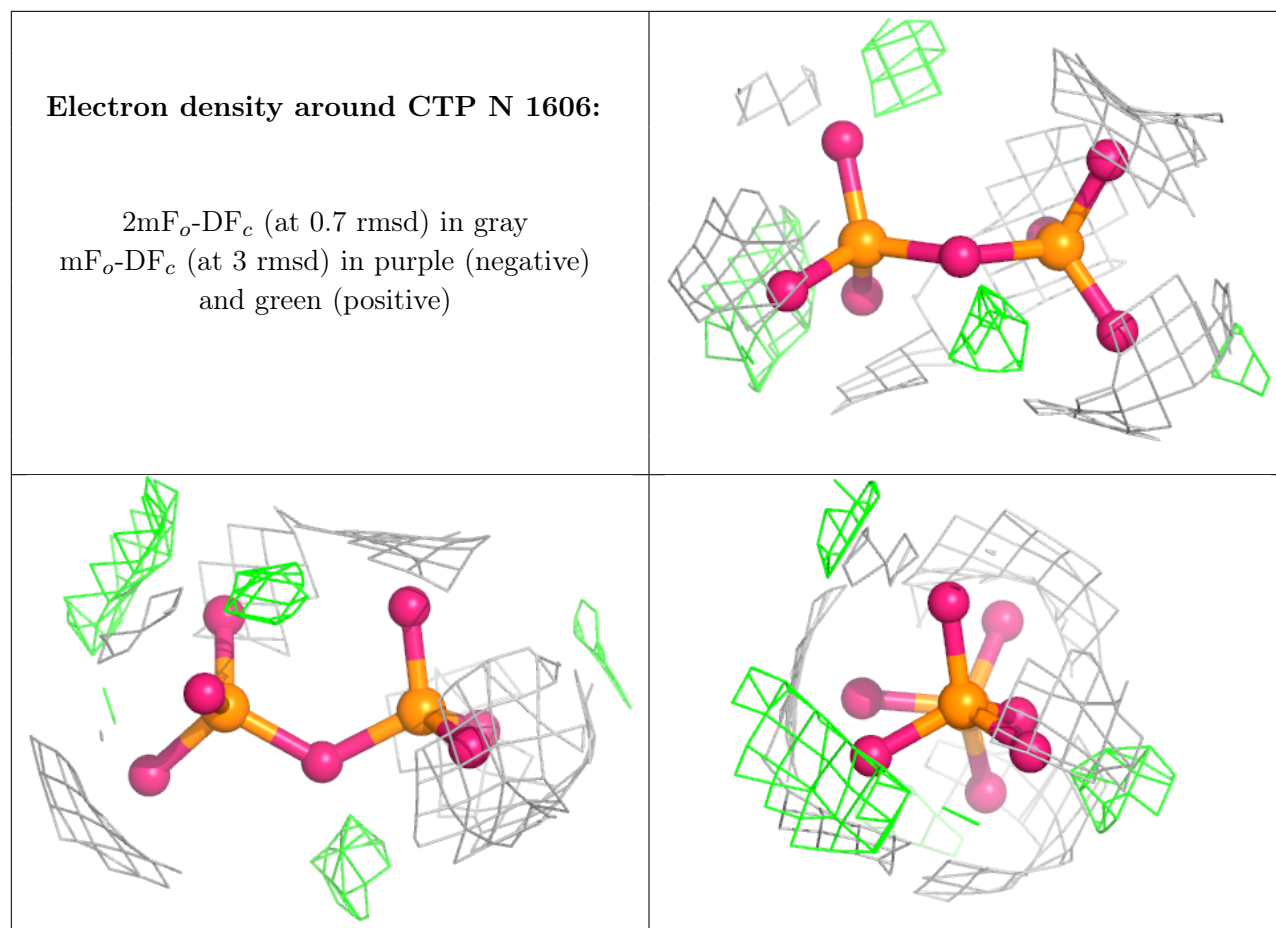 Electron density around CTP N 1606:
2mFo-DFc (at 0.7 rmsd) in gray
mFo-DFc (at 3 rmsd) in purple (negative)
and green (positive)